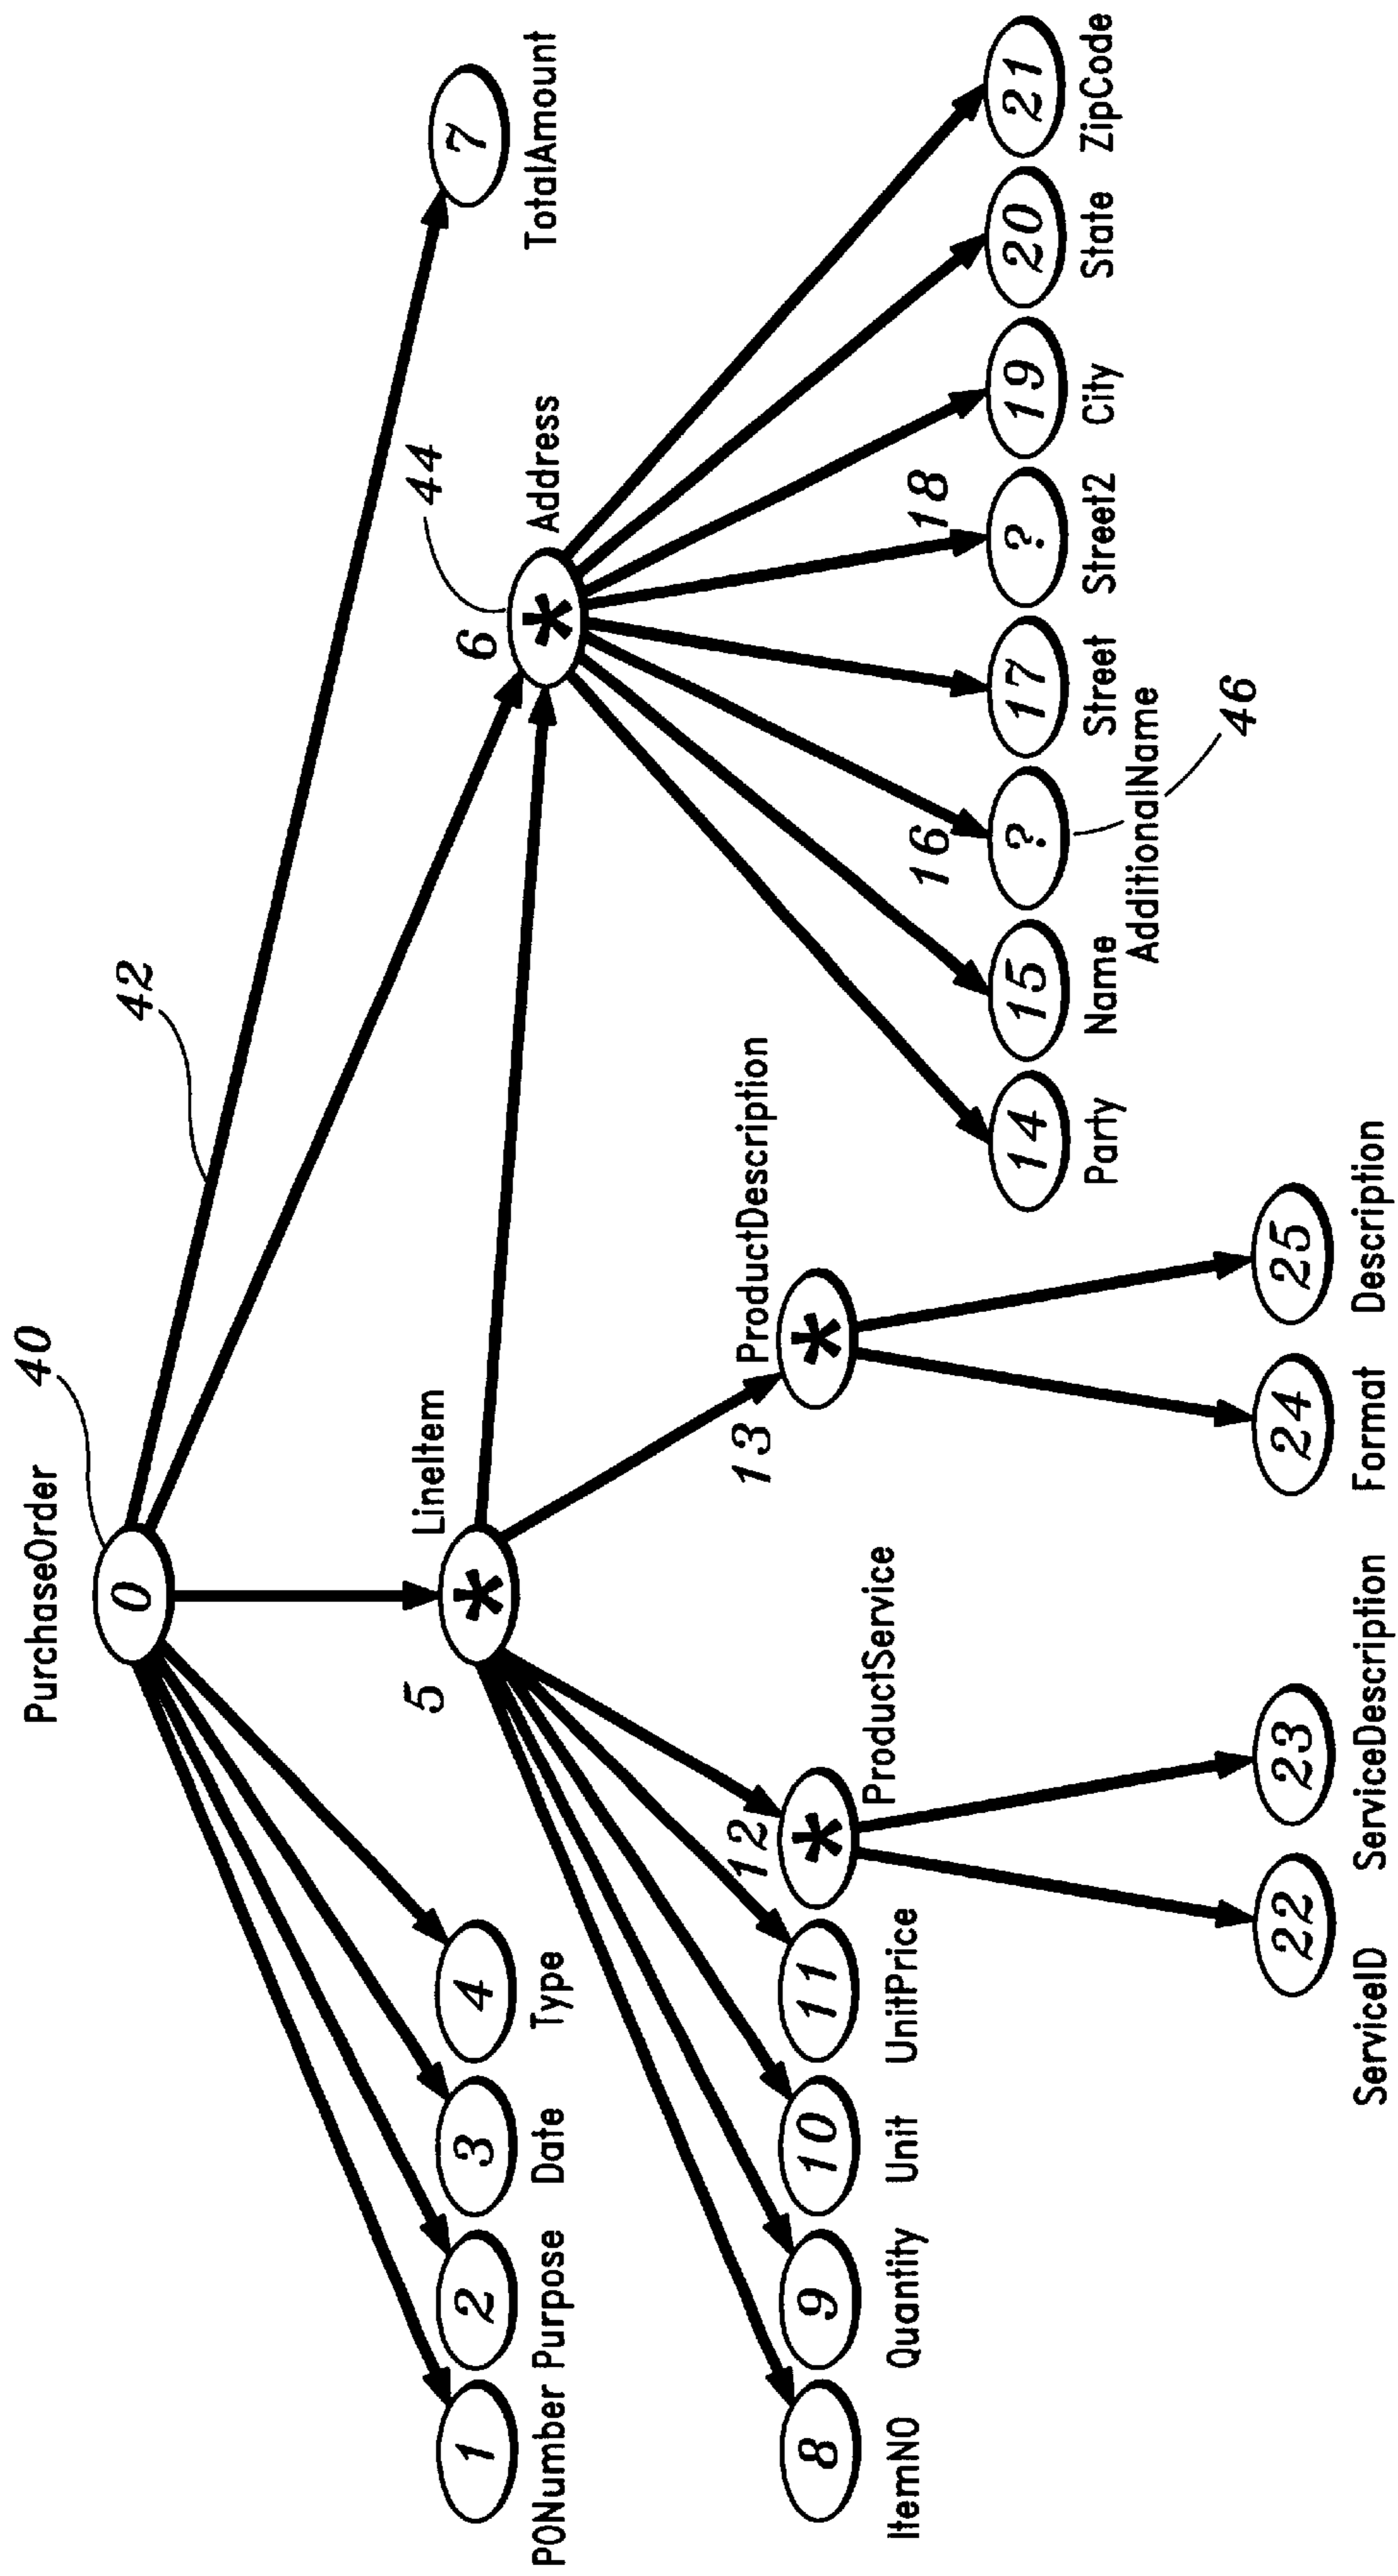 PurchaseOrder
40
0
42
1 2 3 4
PONumber Purpose Date Type
5
LineItem
*
6
44
*
Address
7
TotalAmount
8 9 10 11
ItemNO Quantity Unit UnitPrice
12
*
ProductService
13
*
ProductDescription
16 18
14 15 ? 17 ? 19 20 21
Party Name Street Street2 City State ZipCode
AdditionalName
46
22 23 24 25
ServiceID ServiceDescription Format Description